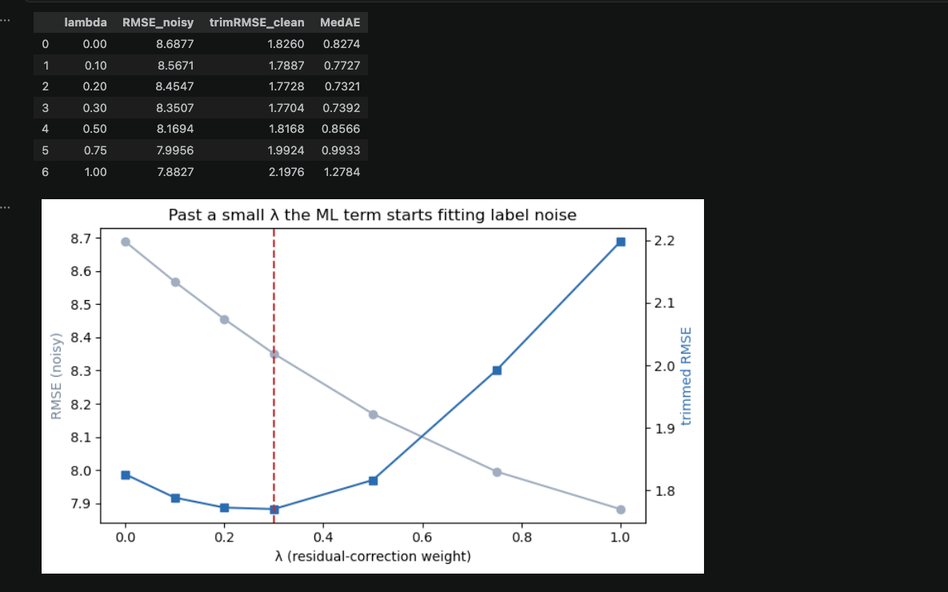 ...
lambda RMSE_noisy trimRMSE_clean MedAE
0 0.00 8.6877 1.8260 0.8274
1 0.10 8.5671 1.7887 0.7727
2 0.20 8.4547 1.7728 0.7321
3 0.30 8.3507 1.7704 0.7392
4 0.50 8.1694 1.8168 0.8566
5 0.75 7.9956 1.9924 0.9933
6 1.00 7.8827 2.1976 1.2784
...
Past a small λ the ML term starts fitting label noise
RMSE (noisy)
8.7
8.6
8.5
8.4
8.3
8.2
8.1
8.0
7.9
2.2
2.1
2.0
1.9
1.8
trimmed RMSE
0.0 0.2 0.4 0.6 0.8 1.0
λ (residual-correction weight)